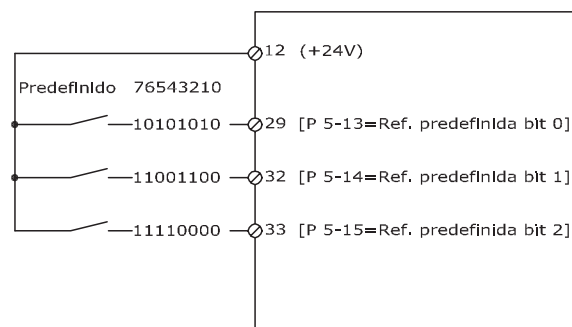 12 (+24V)
Predefinido 76543210
10101010 29 [P 5-13=Ref. predefinida bit 0]
11001100 32 [P 5-14=Ref. predefinida bit 1]
11110000 33 [P 5-15=Ref. predefinida bit 2]